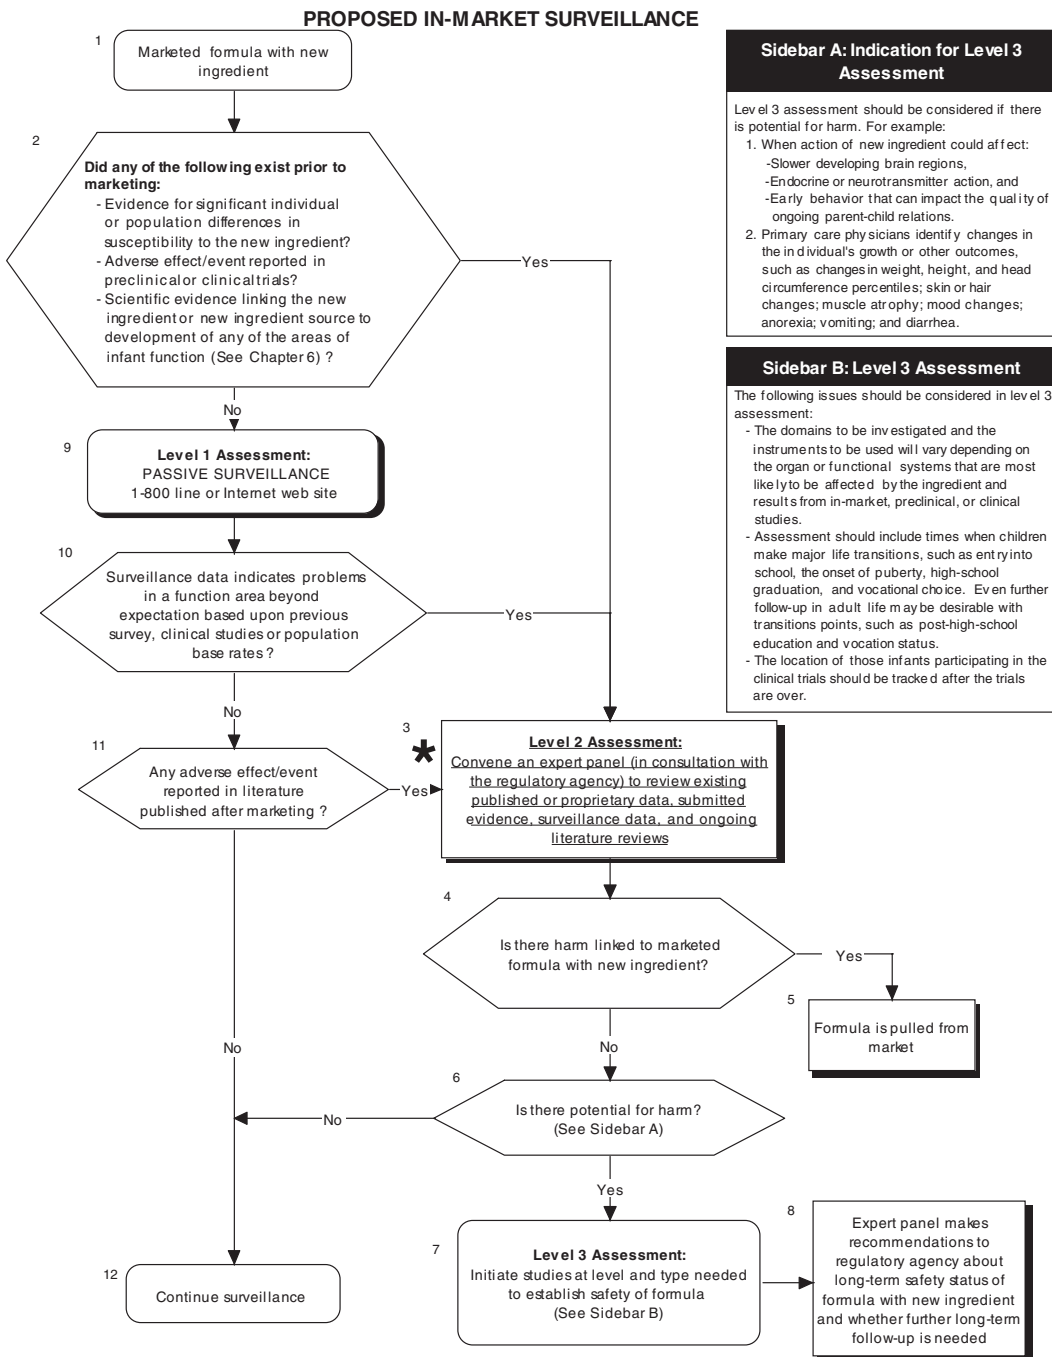 PROPOSED IN-MARKET SURVEILLANCE
1
Marketed formula with new
ingredient
2
Did any of the following exist prior to
marketing:
- Evidence for significant individual
or population differences in
susceptibility to the new ingredient?
- Adverse effect/event reported in
preclinical or clinical trials?
- Scientific evidence linking the new
ingredient or new ingredient source to
development of any of the areas of
infant function (See Chapter 6) ?
Yes
No
9
Level 1 Assessment:
PASSIVE SURVEILLANCE
1-800 line or Internet web site
10
Surveillance data indicates problems
in a function area beyond
expectation based upon previous
survey, clinical studies or population
base rates ?
Yes
No
11
Any adverse effect/event
reported in literature
published after marketing ?
Yes
3
*
Level 2 Assessment:
Convene an expert panel (in consultation with
the regulatory agency) to review existing
published or proprietary data, submitted
evidence, surveillance data, and ongoing
literature reviews
4
Is there harm linked to marketed
formula with new ingredient?
Yes
5
Formula is pulled from
market
No
No
6
Is there potential for harm?
(See Sidebar A)
No
Yes
7
Level 3 Assessment:
Initiate studies at level and type needed
to establish safety of formula
(See Sidebar B)
8
Expert panel makes
recommendations to
regulatory agency about
long-term safety status of
formula with new ingredient
and whether further long-term
follow-up is needed
12
Continue surveillance
Sidebar A: Indication for Level 3
Assessment
Level 3 assessment should be considered if there
is potential for harm. For example:
1. When action of new ingredient could affect:
-Slower developing brain regions,
-Endocrine or neurotransmitter action, and
-Early behavior that can impact the quality of
ongoing parent-child relations.
2. Primary care physicians identify changes in
the individual's growth or other outcomes,
such as changes in weight, height, and head
circumference percentiles; skin or hair
changes; muscle atrophy; mood changes;
anorexia; vomiting; and diarrhea.
Sidebar B: Level 3 Assessment
The following issues should be considered in level 3
assessment:
- The domains to be investigated and the
instruments to be used will vary depending on
the organ or functional systems that are most
likely to be affected by the ingredient and
results from in-market, preclinical, or clinical
studies.
- Assessment should include times when children
make major life transitions, such as entry into
school, the onset of puberty, high-school
graduation, and vocational choice. Even further
follow-up in adult life may be desirable with
transitions points, such as post-high-school
education and vocation status.
- The location of those infants participating in the
clinical trials should be tracked after the trials
are over.